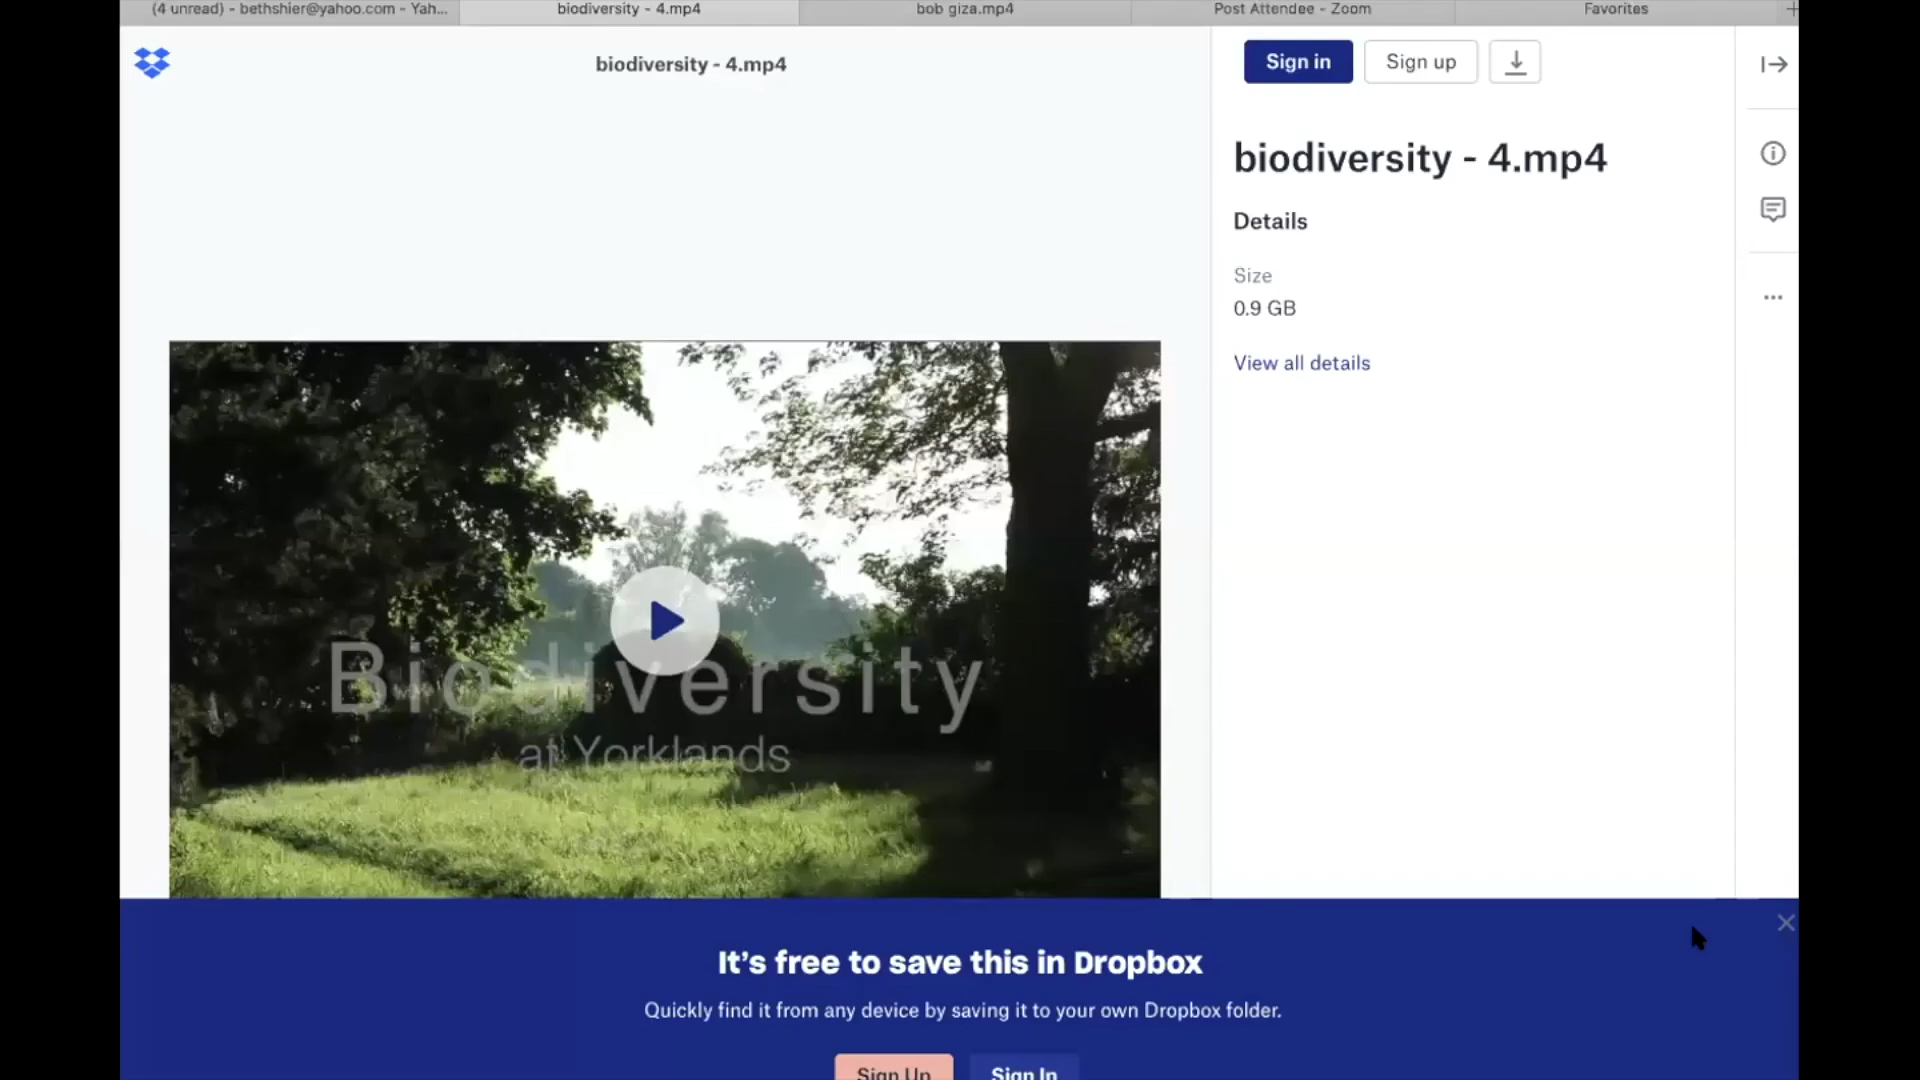 (4 unread) - bethshier@yahoo.com - Yah...
biodiversity - 4.mp4
bob giza.mp4
Post Attendee - Zoom
Favorites
biodiversity - 4.mp4
Sign in
Sign up
biodiversity - 4.mp4
Details
Size
0.9 GB
View all details
Biodiversity
at Yorklands
It's free to save this in Dropbox
Quickly find it from any device by saving it to your own Dropbox folder.
Sign Up
Sign In